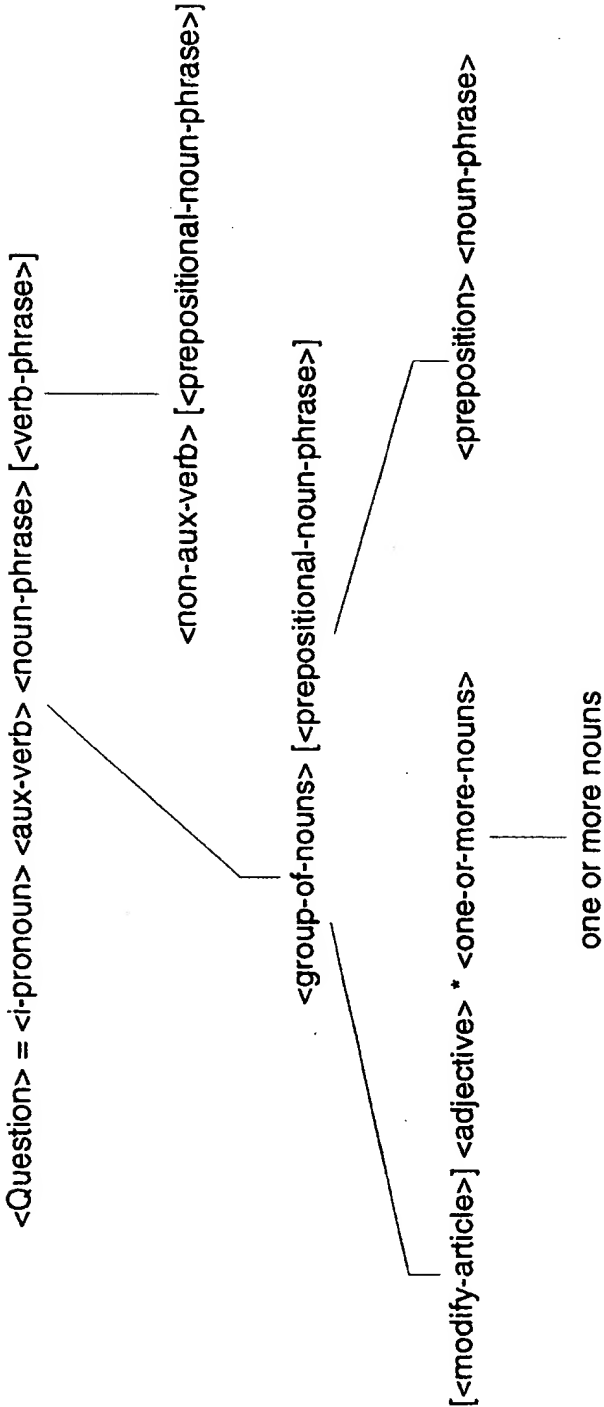 <Question> = <i-pronoun> <aux-verb> <noun-phrase> [<verb-phrase>]
<non-aux-verb> [<prepositional-noun-phrase>]
<group-of-nouns> [<prepositional-noun-phrase>]
[<modify-article>] <adjective> * <one-or-more-nouns>
<preposition> <noun-phrase>
one or more nouns